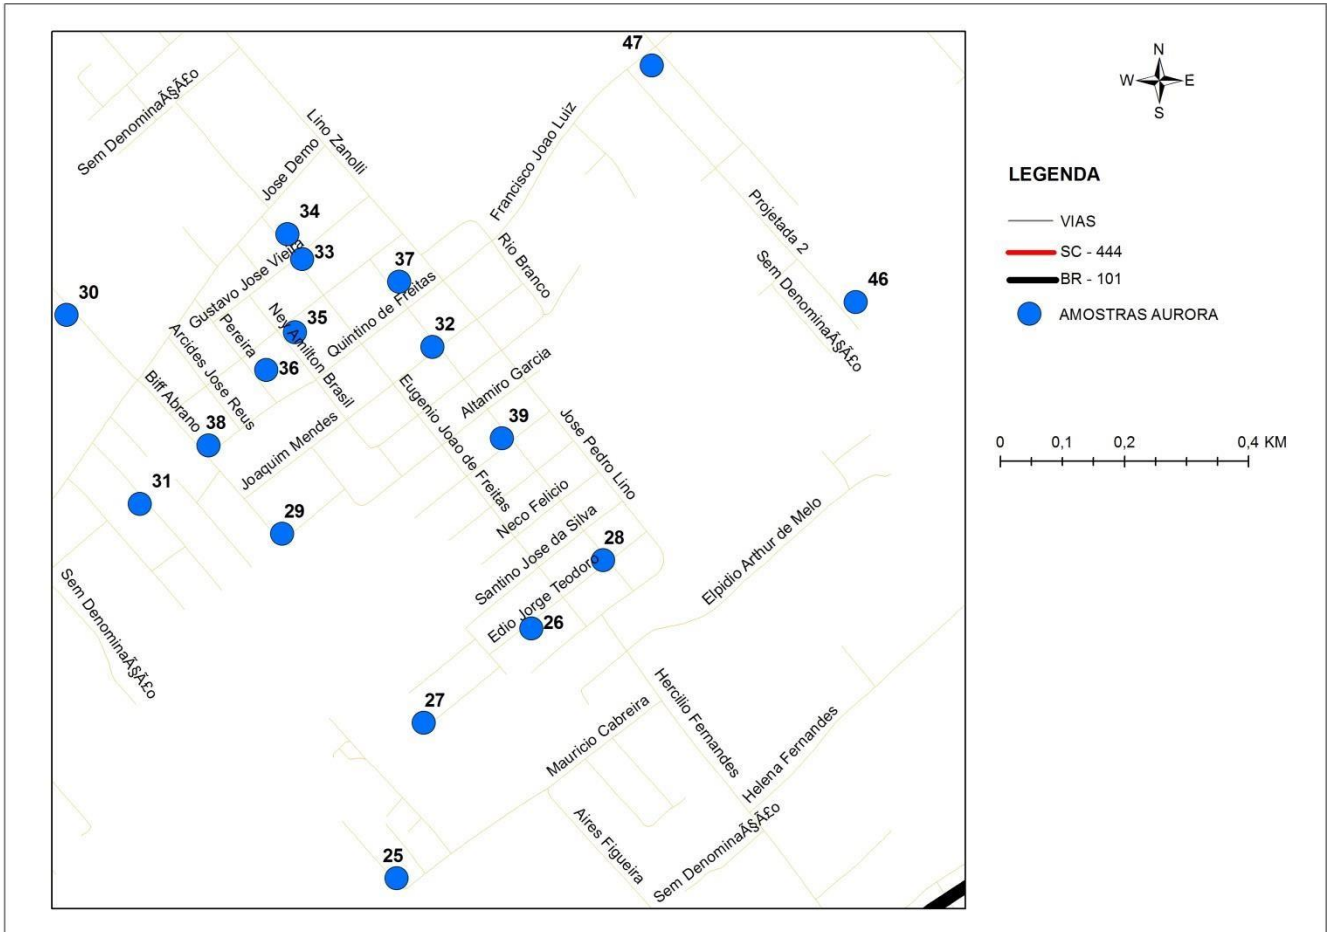 47
N
W
E
S
Sem DenominaÃ§Ã£o
Lino Zanolli
Jose Demo
Francisco Joao Luiz
LEGENDA
VIAS
SC - 444
BR - 101
AMOSTRAS AURORA
34
33
Gustavo Jose Vieira
37
Rio Branco
Projetada 2
Sem DenominaÃ§Ã£o
46
30
35
Ney Amilton Brasil
Quintino de Freitas
32
Pereira
36
Arcides Jose Reus
Biff Abrano
38
Joaquim Mendes
Eugenio Joao de Freitas
Altamiro Garcia
39
Jose Pedro Lino
0
0,1
0,2
0,4 KM
31
29
Neco Felicio
Santino Jose da Silva
28
Edio Jorge Teodoro
26
Elpidio Arthur de Melo
Sem DenominaÃ§Ã£o
27
Hercilio Fernandes
Mauricio Cabreira
Helena Fernandes
25
Aires Figueira
Sem DenominaÃ§Ã£o